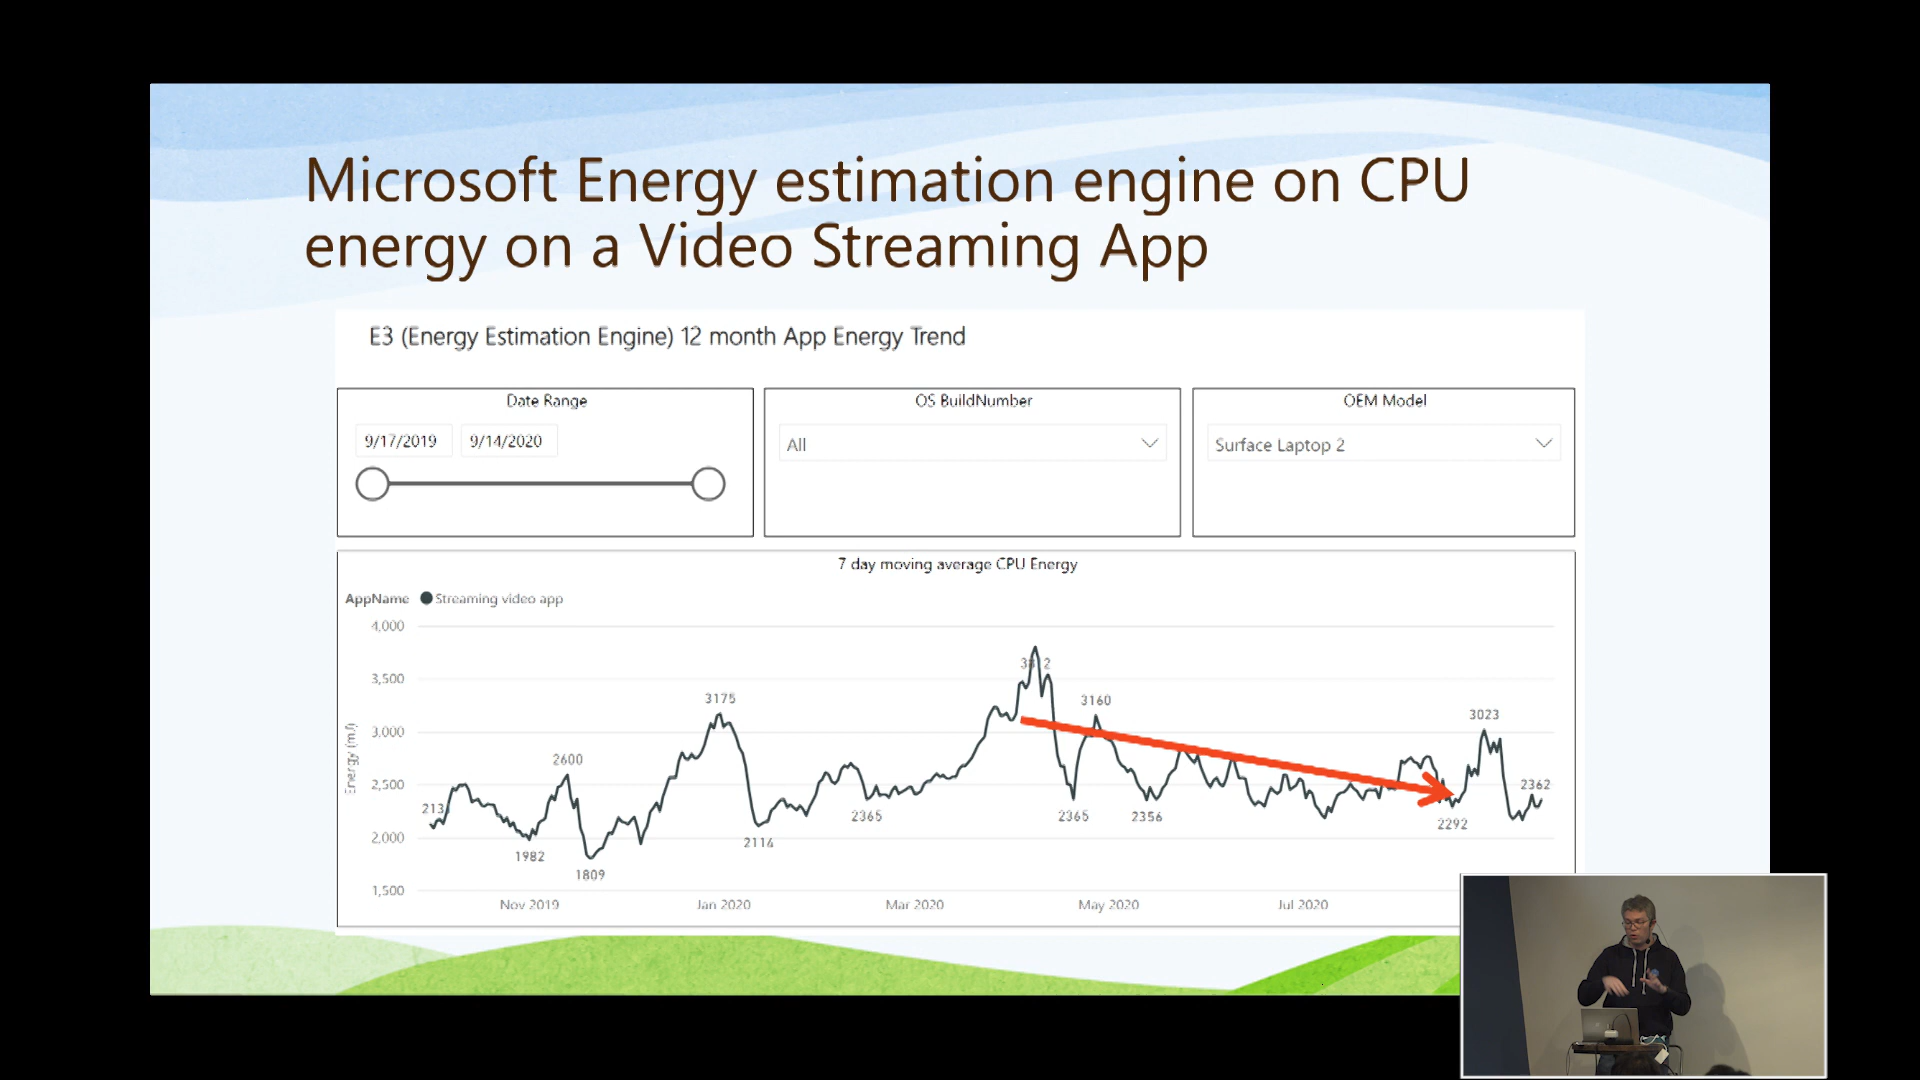 Microsoft Energy estimation engine on CPU
energy on a Video Streaming App
E3 (Energy Estimation Engine) 12 month App Energy Trend
Date Range
9/17/2019 9/14/2020
OS BuildNumber
All
OEM Model
Surface Laptop 2
7 day moving average CPU Energy
AppName Streaming video app
Energy (mJ)
4,000
3,500
3,000
2,500
2,000
1,500
213
1982
2600
1809
3175
2114
2365
2365
3160
2356
2292
3023
2362
Nov 2019 Jan 2020 Mar 2020 May 2020 Jul 2020